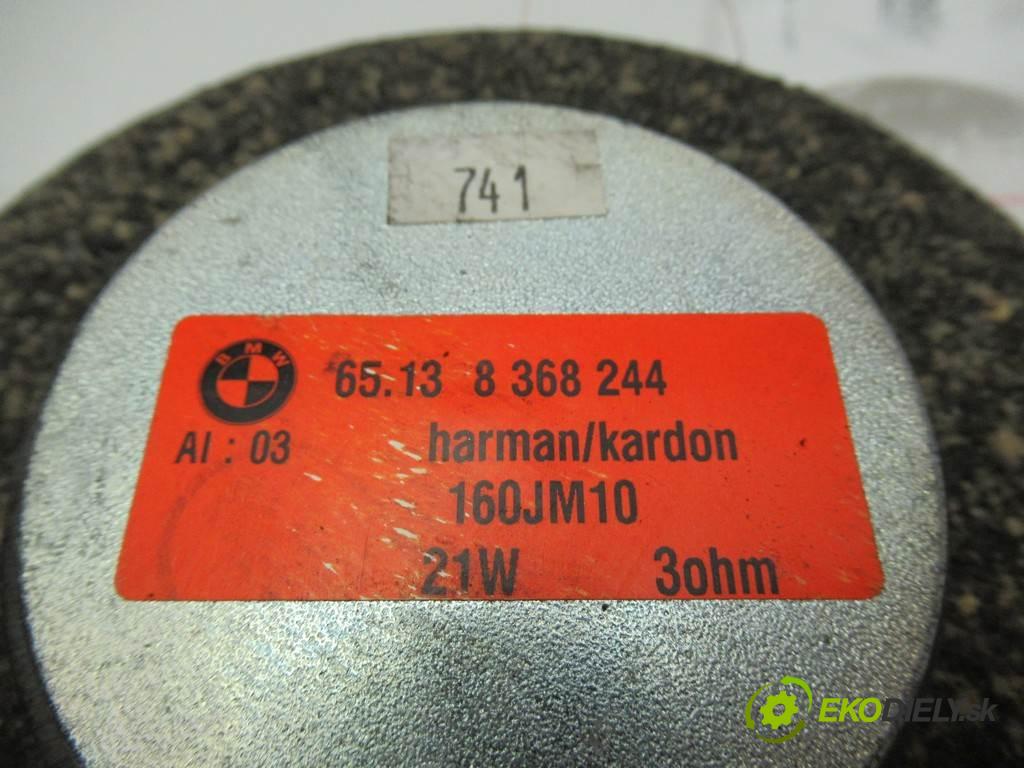 741
BMW
65.13 8 368 244
AI : 03 harman/kardon
160JM10
21W 3ohm
EKODIELY.sk